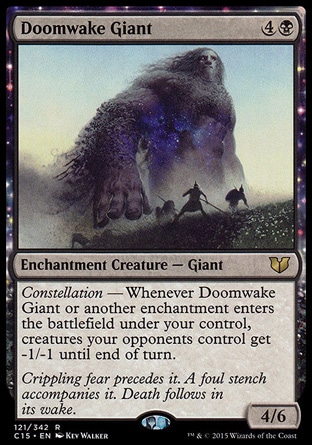 Doomwake Giant 4
Enchantment Creature — Giant
Constellation — Whenever Doomwake
Giant or another enchantment enters
the battlefield under your control,
creatures your opponents control get
-1/-1 until end of turn.
Crippling fear precedes it. A foul stench
accompanies it. Death follows in
its wake.
4/6
121/342 R
C15 • EN Kev Walker
™ & © 2015 Wizards of the Coast